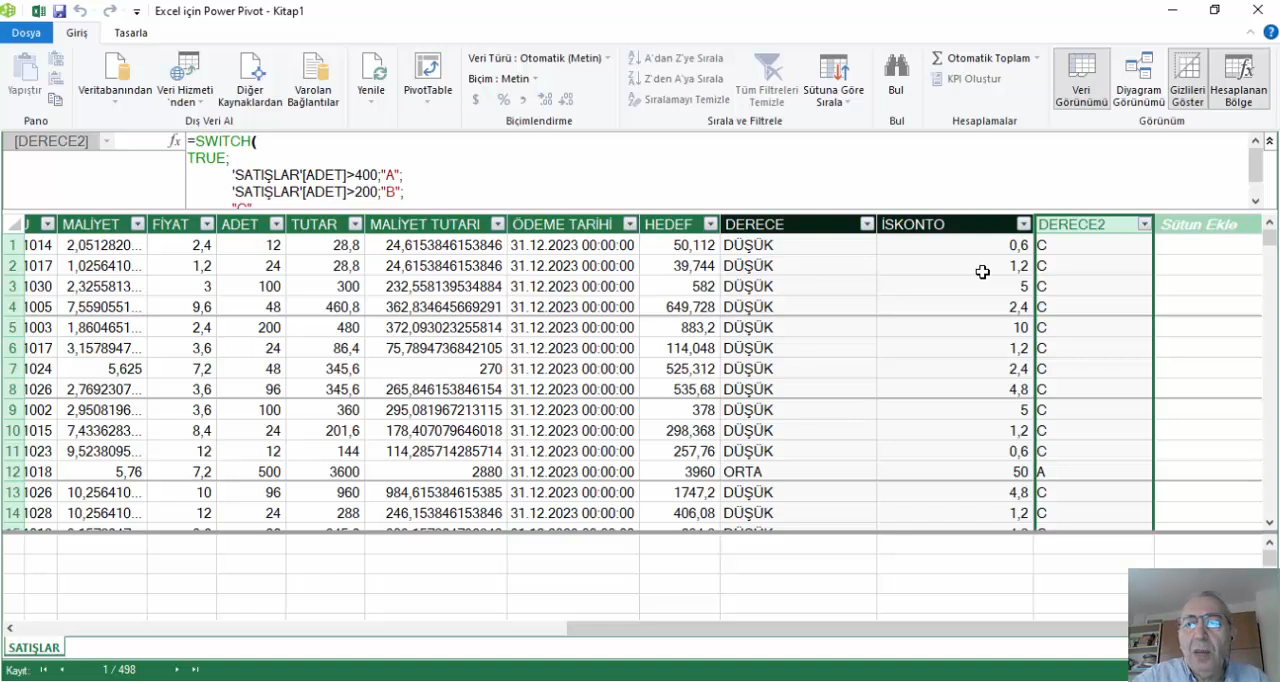 Excel için Power Pivot - Kitap1
Dosya Giriş Tasarla
Yapıştır
Pano
Veritabanından
Veri Hizmeti 'nden
Diğer Kaynaklardan
Varolan Bağlantılar
Dış Veri Al
Yenile
PivotTable
Veri Türü : Otomatik (Metin)
Biçim : Metin
$ % ,
Biçimlendirme
A'dan Z'ye Sırala
Z'den A'ya Sırala
Sıralamayı Temizle
Tüm Filtreleri Temizle
Sütuna Göre Sırala
Sırala ve Filtrele
Bul
Bul
Otomatik Toplam
KPI Oluştur
Hesaplamalar
Veri Görünümü
Diyagram Görünümü
Gizlileri Göster
Hesaplanan Bölge
Görünüm
[DERECE2] fx =SWITCH(
TRUE;
'SATIŞLAR'[ADET]>400;"A";
'SATIŞLAR'[ADET]>200;"B";
MALİYET FİYAT ADET TUTAR MALİYET TUTARI ÖDEME TARİHİ HEDEF DERECE İSKONTO DERECE2 Sütun Ekle
1 1014 2,0512820... 2,4 12 28,8 24,6153846153846 31.12.2023 00:00:00 50,112 DÜŞÜK 0,6 C
2 1017 1,0256410... 1,2 24 28,8 24,6153846153846 31.12.2023 00:00:00 39,744 DÜŞÜK 1,2 C
3 1030 2,3255813... 3 100 300 232,558139534884 31.12.2023 00:00:00 582 DÜŞÜK 5 C
4 1005 7,5590551... 9,6 48 460,8 362,834645669291 31.12.2023 00:00:00 649,728 DÜŞÜK 2,4 C
5 1003 1,8604651... 2,4 200 480 372,093023255814 31.12.2023 00:00:00 883,2 DÜŞÜK 10 C
6 1017 3,1578947... 3,6 24 86,4 75,7894736842105 31.12.2023 00:00:00 114,048 DÜŞÜK 1,2 C
7 1024 5,625 7,2 48 345,6 270 31.12.2023 00:00:00 525,312 DÜŞÜK 2,4 C
8 1026 2,7692307... 3,6 96 345,6 265,846153846154 31.12.2023 00:00:00 535,68 DÜŞÜK 4,8 C
9 1002 2,9508196... 3,6 100 360 295,081967213115 31.12.2023 00:00:00 378 DÜŞÜK 5 C
10 1015 7,4336283... 8,4 24 201,6 178,407079646018 31.12.2023 00:00:00 298,368 DÜŞÜK 1,2 C
11 1023 9,5238095... 12 12 144 114,285714285714 31.12.2023 00:00:00 257,76 DÜŞÜK 0,6 C
12 1018 5,76 7,2 500 3600 2880 31.12.2023 00:00:00 3960 ORTA 50 A
13 1026 10,256410... 10 96 960 984,615384615385 31.12.2023 00:00:00 1747,2 DÜŞÜK 4,8 C
14 1028 10,256410... 12 24 288 246,153846153846 31.12.2023 00:00:00 406,08 DÜŞÜK 1,2 C
SATIŞLAR
Kayıt: 1 / 498